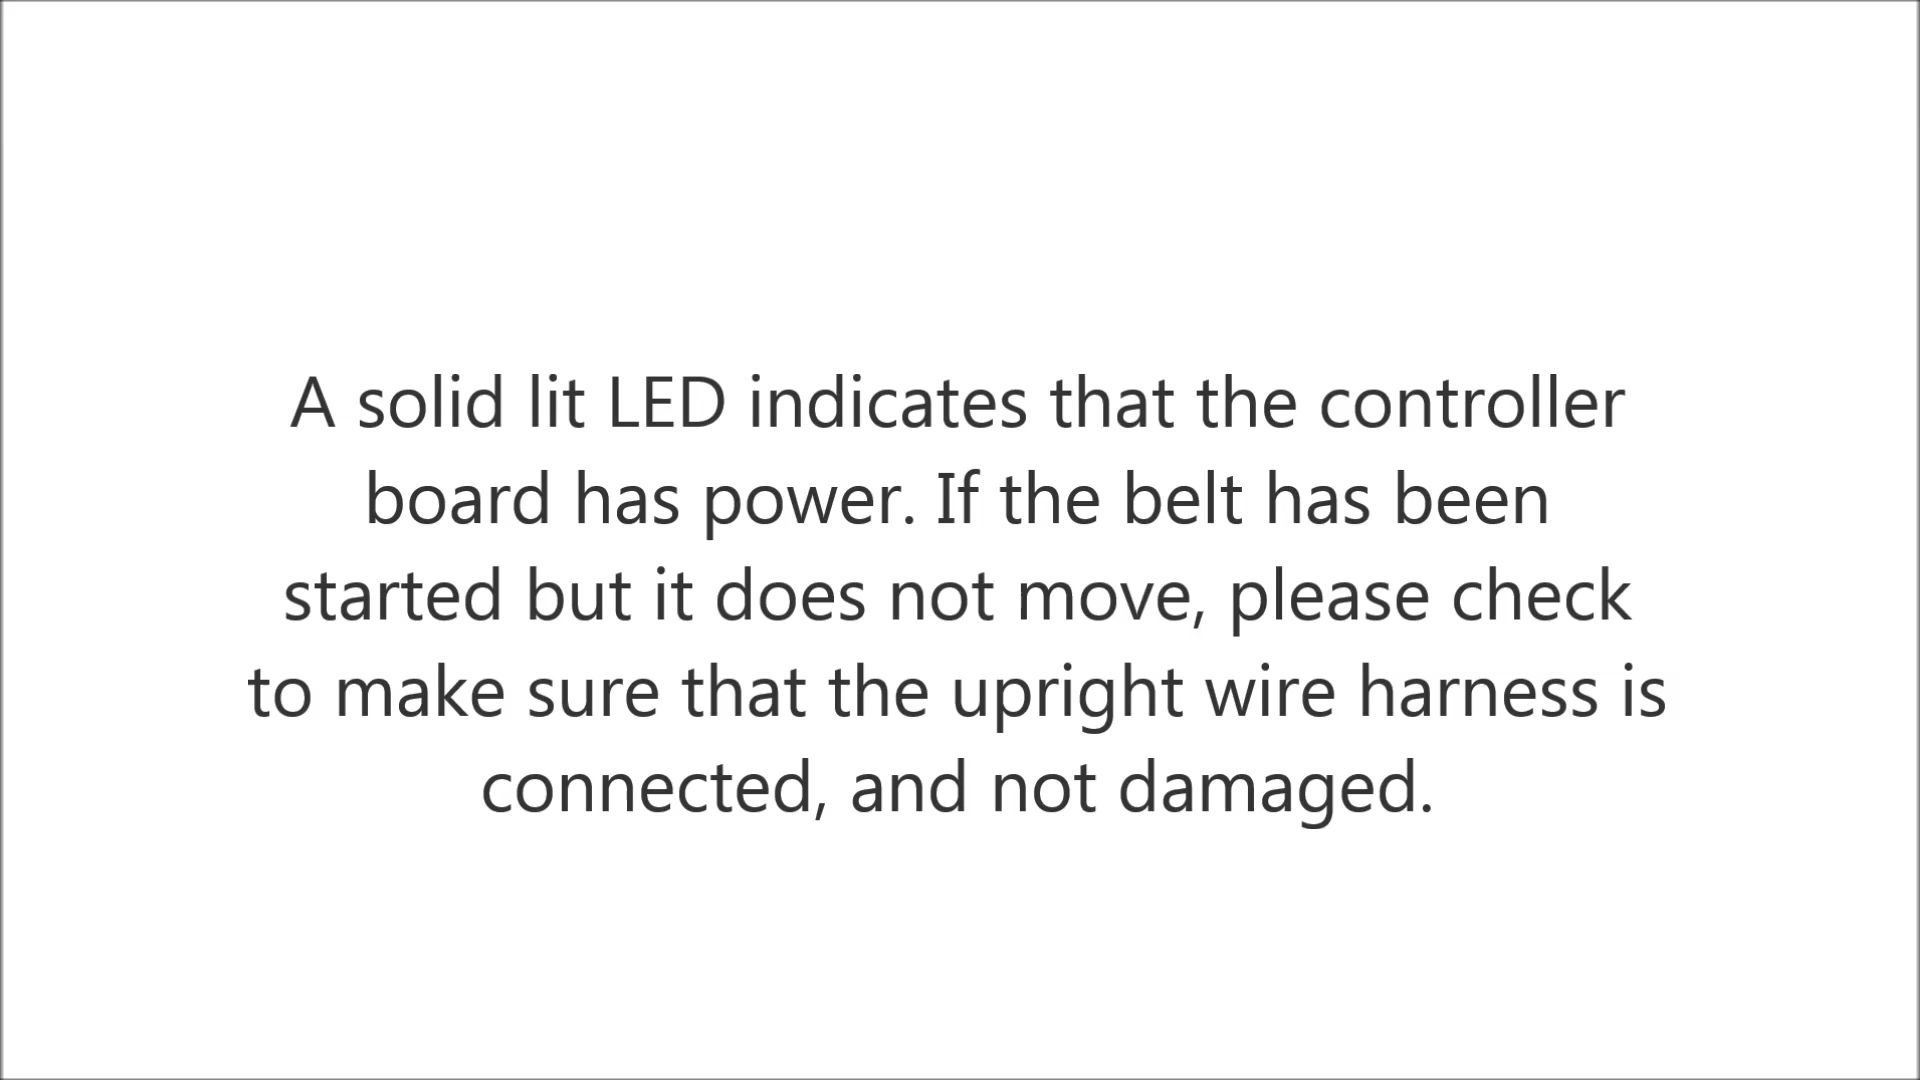 A solid lit LED indicates that the controller
board has power. If the belt has been
started but it does not move, please check
to make sure that the upright wire harness is
connected, and not damaged.